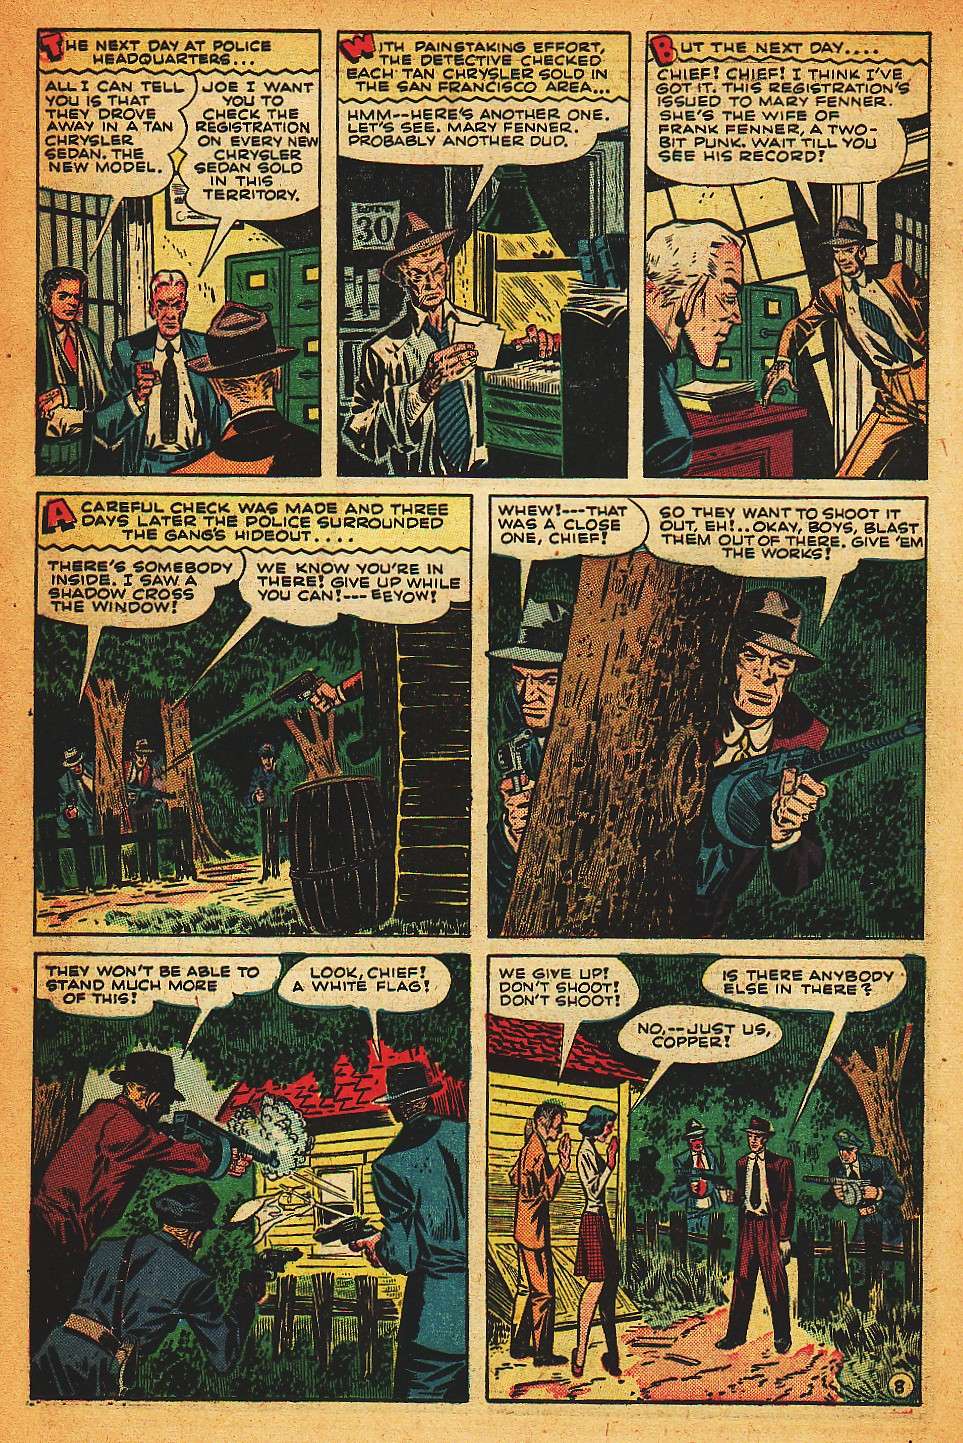 THE NEXT DAY AT POLICE
HEADQUARTERS...
ALL I CAN TELL
YOU IS THAT
THEY DROVE
AWAY IN A TAN
CHRYSLER
SEDAN. THE
NEW MODEL.
JOE I WANT
YOU TO
CHECK THE
REGISTRATION
ON EVERY NEW
CHRYSLER
SEDAN SOLD
IN THIS
TERRITORY.
WITH PAINSTAKING EFFORT,
THE DETECTIVE CHECKED
EACH TAN CHRYSLER SOLD IN
THE SAN FRANCISCO AREA...
HMM--HERE'S ANOTHER ONE.
LET'S SEE. MARY FENNER.
PROBABLY ANOTHER DUD.
30
BUT THE NEXT DAY....
CHIEF! CHIEF! I THINK I'VE
GOT IT. THIS REGISTRATION'S
ISSUED TO MARY FENNER.
SHE'S THE WIFE OF
FRANK FENNER, A TWO-
BIT PUNK. WAIT TILL YOU
SEE HIS RECORD!
A CAREFUL CHECK WAS MADE AND THREE
DAYS LATER THE POLICE SURROUNDED
THE GANG'S HIDEOUT....
THERE'S SOMEBODY
INSIDE. I SAW A
SHADOW CROSS
THE WINDOW!
WE KNOW YOU'RE IN
THERE! GIVE UP WHILE
YOU CAN!--- EEYOW!
WHEW!---THAT
WAS A CLOSE
ONE, CHIEF!
SO THEY WANT TO SHOOT IT
OUT, EH!..OKAY, BOYS, BLAST
THEM OUT OF THERE. GIVE 'EM
THE WORKS!
THEY WON'T BE ABLE TO
STAND MUCH MORE
OF THIS!
LOOK, CHIEF!
A WHITE FLAG!
WE GIVE UP!
DON'T SHOOT!
DON'T SHOOT!
NO,--JUST US,
COPPER!
IS THERE ANYBODY
ELSE IN THERE?
8